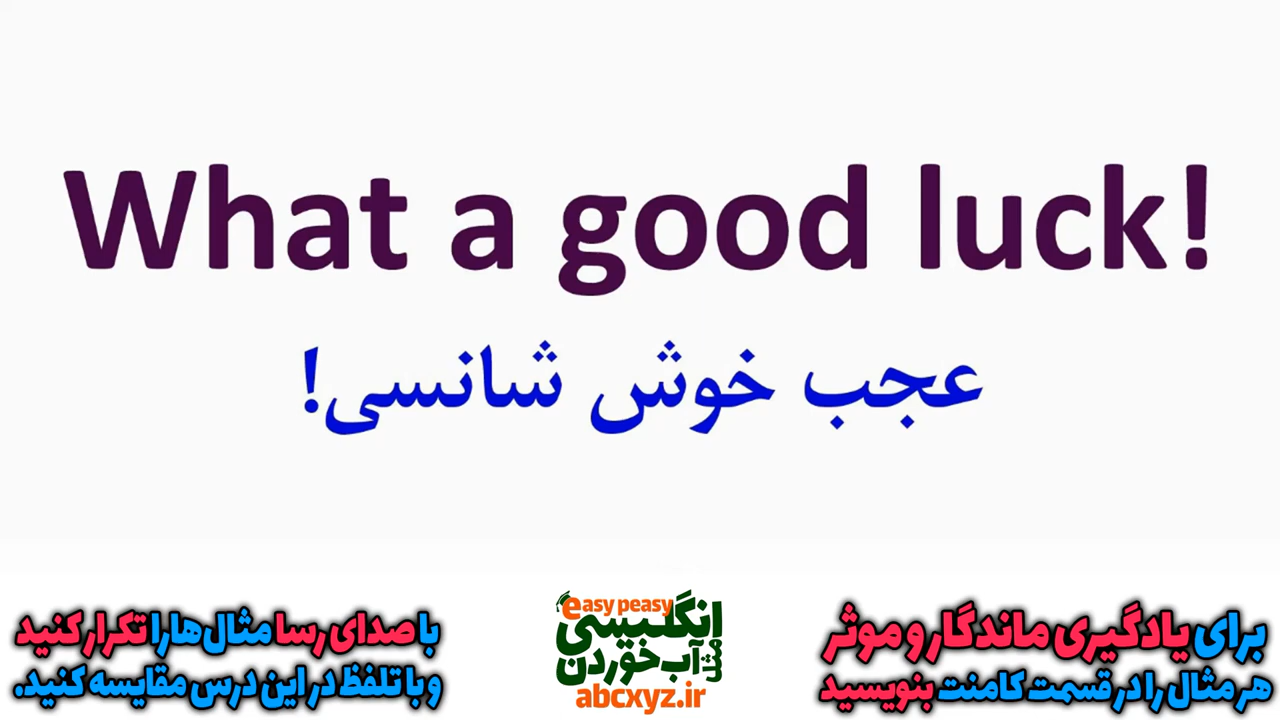 What a good luck!
عجب خوش شانسی!
برای یادگیری ماندگار و موثر
هر مثال را در قسمت کامنت بنویسید
easy peasy
انگلیسی
مثل آب خوردن
abcxyz.ir
با صدای رسا مثال‌ها را تکرار کنید
و با تلفظ در این درس مقایسه کنید.